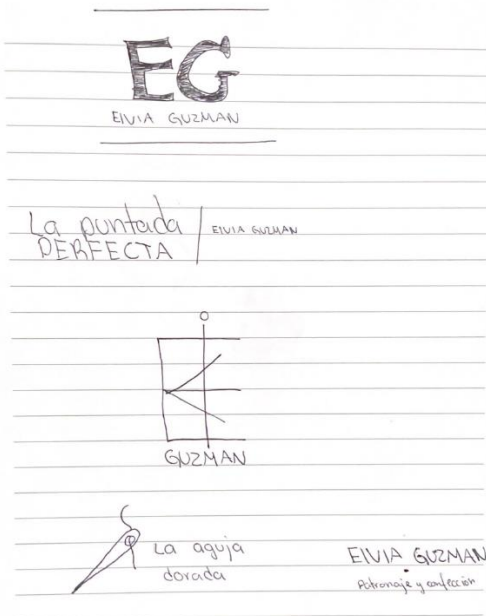 EG
ElVIA GUZMAN
La puntada
PERFECTA
ElVIA GUZMAN
GUZMAN
La aguja
dorada
ElVIA GUZMAN
Patronaje y confección